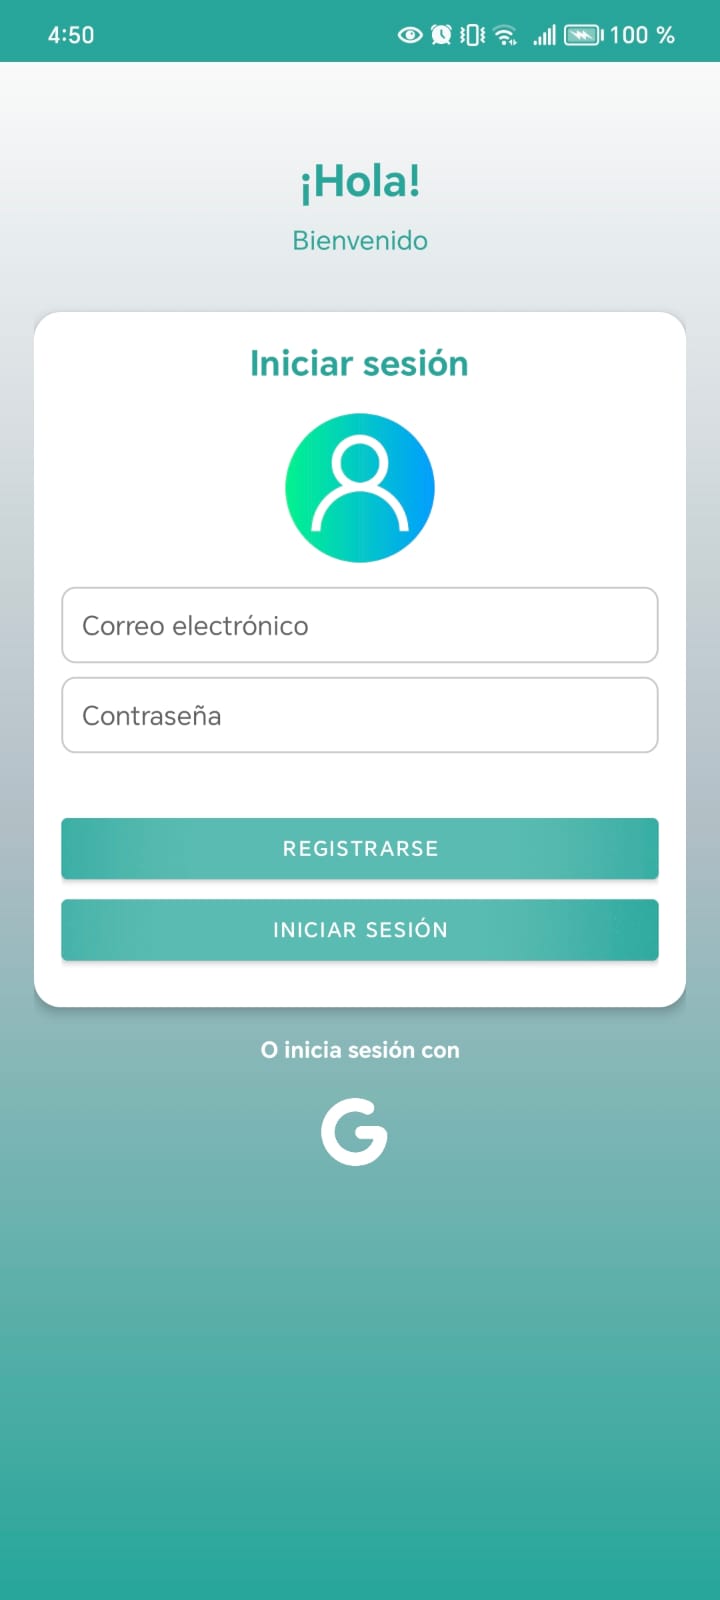 4:50
100 %
¡Hola!
Bienvenido
Iniciar sesión
Correo electrónico
Contraseña
REGISTRARSE
INICIAR SESIÓN
O inicia sesión con
G